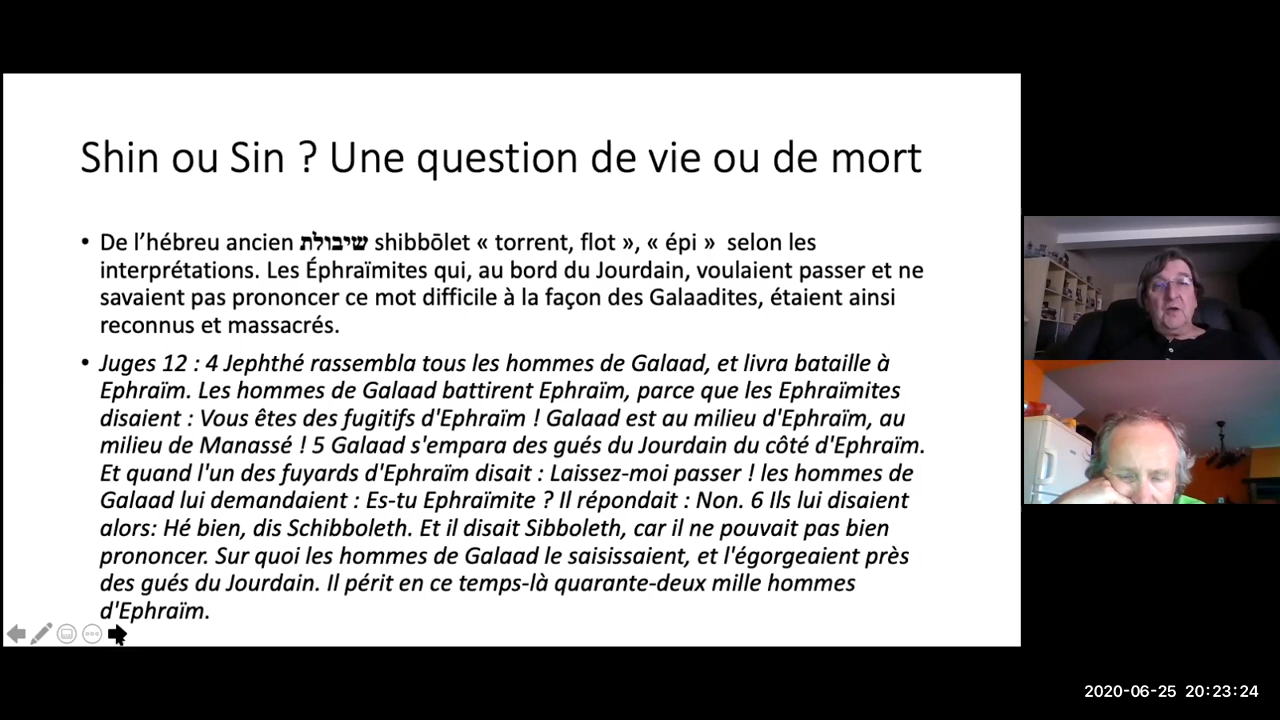 Shin ou Sin ? Une question de vie ou de mort
• De l’hébreu ancien שיבולת shibbōlet « torrent, flot », « épi » selon les
interprétations. Les Éphraïmites qui, au bord du Jourdain, voulaient passer et ne
savaient pas prononcer ce mot difficile à la façon des Galaadites, étaient ainsi
reconnus et massacrés.
• Juges 12 : 4 Jephthé rassembla tous les hommes de Galaad, et livra bataille à
Ephraïm. Les hommes de Galaad battirent Ephraïm, parce que les Ephraïmites
disaient : Vous êtes des fugitifs d'Ephraïm ! Galaad est au milieu d'Ephraïm, au
milieu de Manassé ! 5 Galaad s'empara des gués du Jourdain du côté d'Ephraïm.
Et quand l'un des fuyards d'Ephraïm disait : Laissez-moi passer ! les hommes de
Galaad lui demandaient : Es-tu Ephraïmite ? Il répondait : Non. 6 Ils lui disaient
alors: Hé bien, dis Schibboleth. Et il disait Sibboleth, car il ne pouvait pas bien
prononcer. Sur quoi les hommes de Galaad le saisissaient, et l'égorgeaient près
des gués du Jourdain. Il périt en ce temps-là quarante-deux mille hommes
d'Ephraïm.
2020-06-25 20:23:24